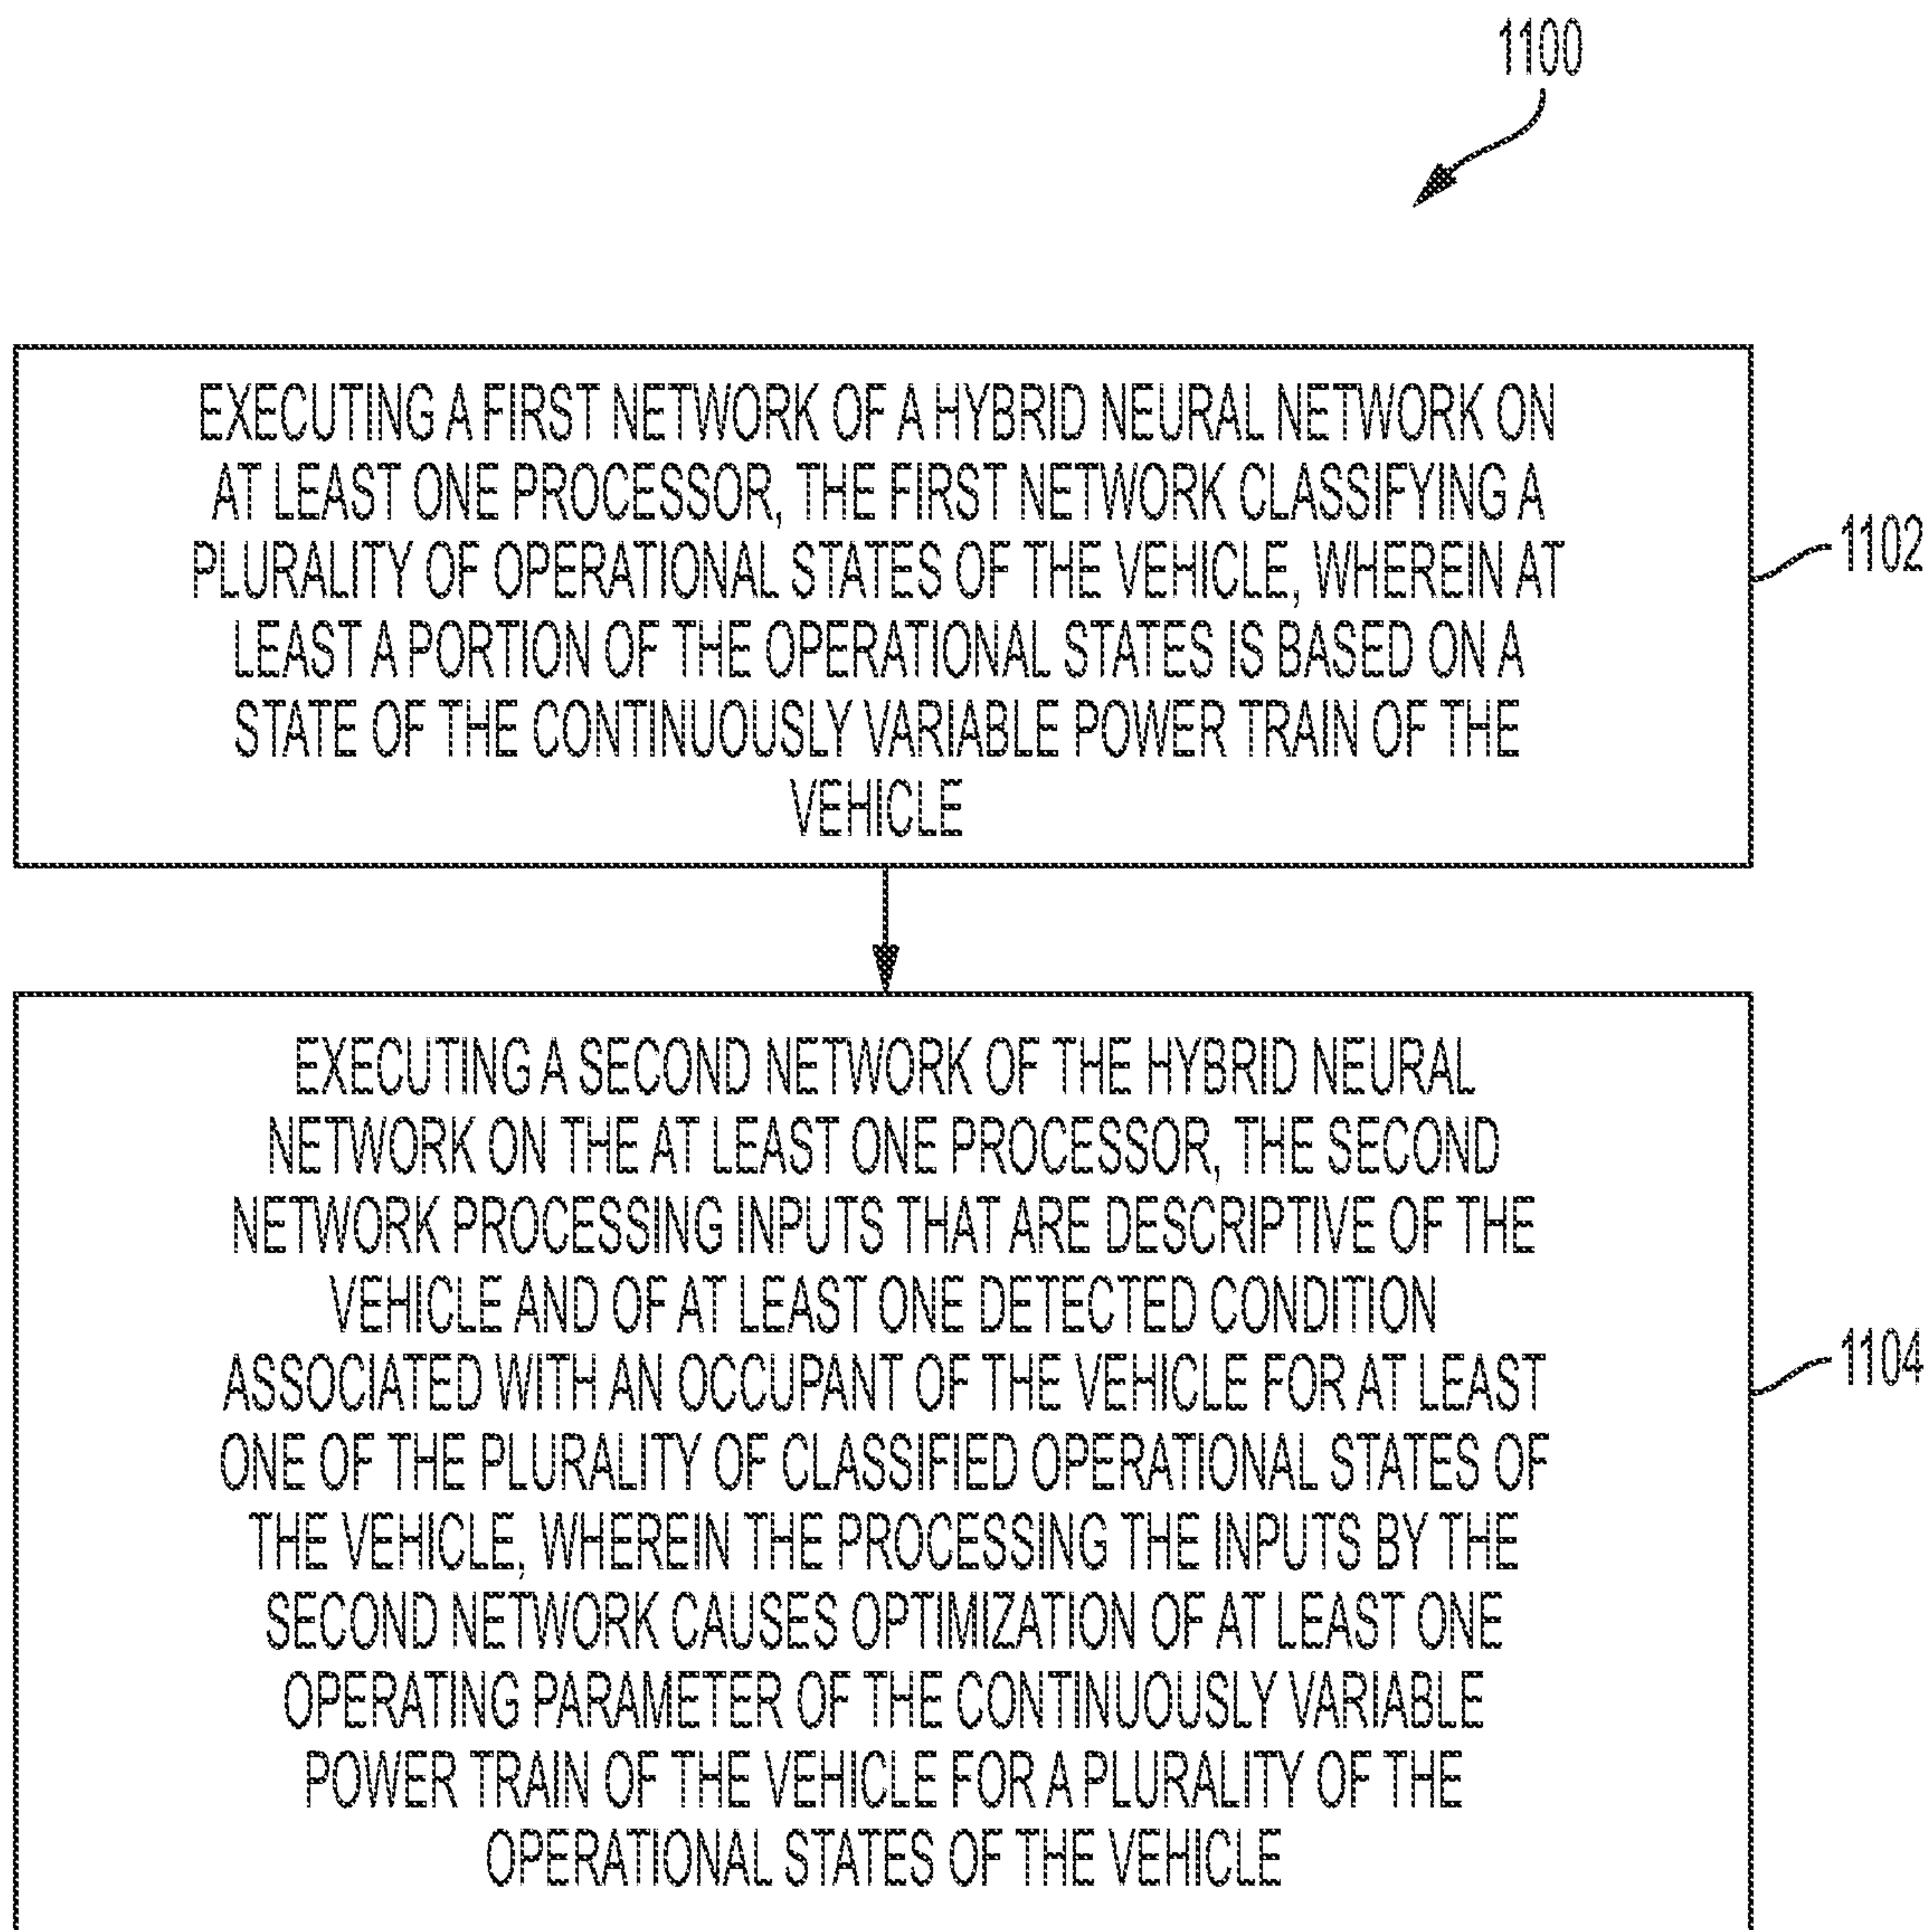 1100
EXECUTING A FIRST NETWORK OF A HYBRID NEURAL NETWORK ON
AT LEAST ONE PROCESSOR, THE FIRST NETWORK CLASSIFYING A
PLURALITY OF OPERATIONAL STATES OF THE VEHICLE, WHEREIN AT
LEAST A PORTION OF THE OPERATIONAL STATES IS BASED ON A
STATE OF THE CONTINUOUSLY VARIABLE POWER TRAIN OF THE
VEHICLE
1102
EXECUTING A SECOND NETWORK OF THE HYBRID NEURAL
NETWORK ON THE AT LEAST ONE PROCESSOR, THE SECOND
NETWORK PROCESSING INPUTS THAT ARE DESCRIPTIVE OF THE
VEHICLE AND OF AT LEAST ONE DETECTED CONDITION
ASSOCIATED WITH AN OCCUPANT OF THE VEHICLE FOR AT LEAST
ONE OF THE PLURALITY OF CLASSIFIED OPERATIONAL STATES OF
THE VEHICLE, WHEREIN THE PROCESSING THE INPUTS BY THE
SECOND NETWORK CAUSES OPTIMIZATION OF AT LEAST ONE
OPERATING PARAMETER OF THE CONTINUOUSLY VARIABLE
POWER TRAIN OF THE VEHICLE FOR A PLURALITY OF THE
OPERATIONAL STATES OF THE VEHICLE
1104